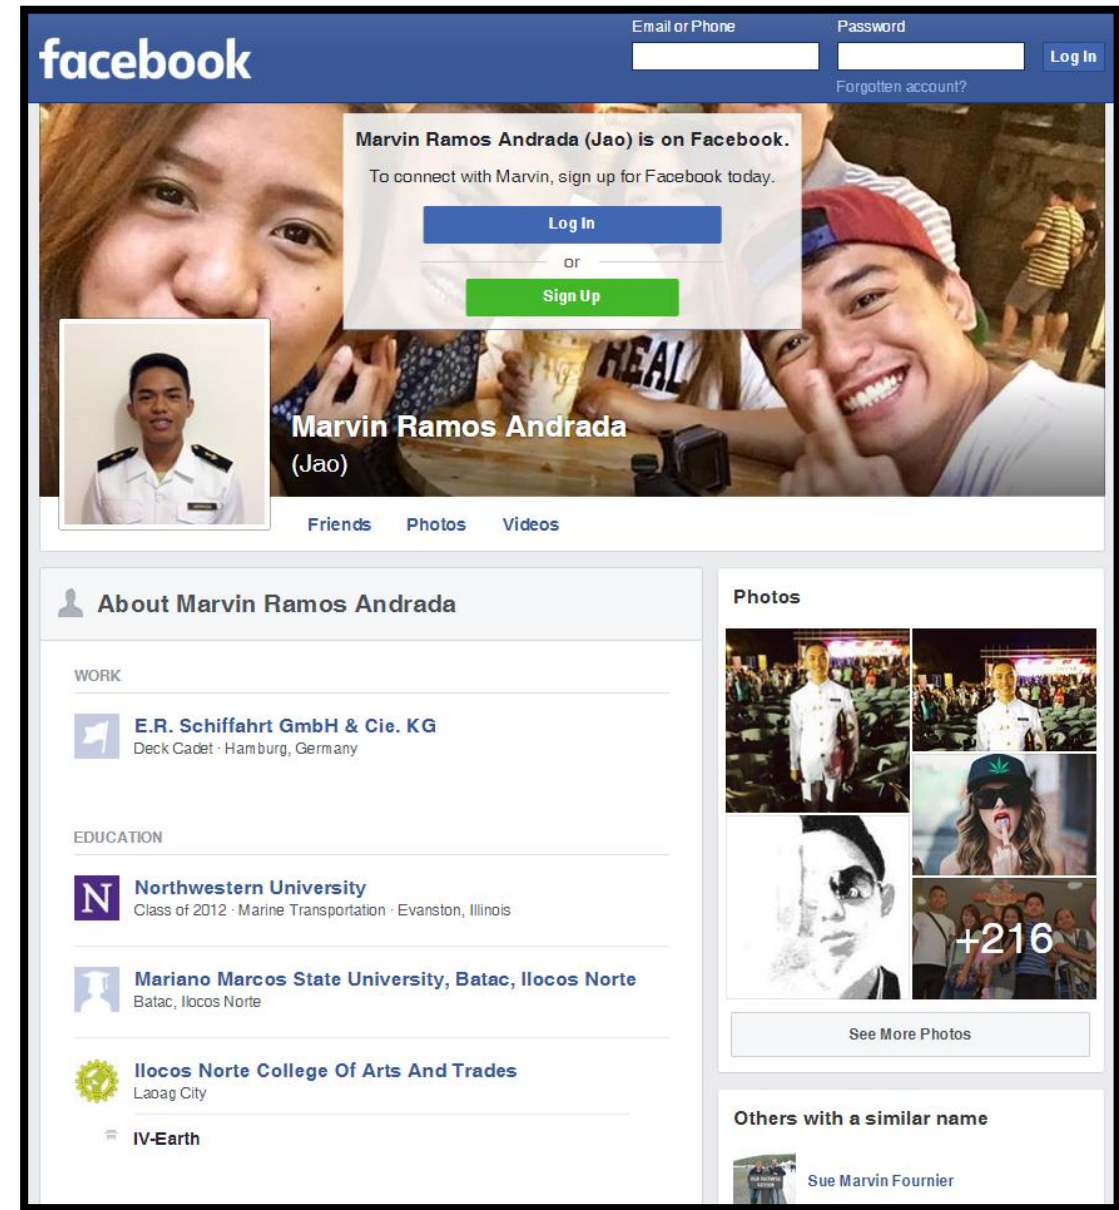 facebook
Email or Phone
Password
Log In
Forgotten account?
Marvin Ramos Andrada (Jao) is on Facebook.
To connect with Marvin, sign up for Facebook today.
Log In
or
Sign Up
REAL
Marvin Ramos Andrada
(Jao)
Friends Photos Videos
About Marvin Ramos Andrada
WORK
E.R. Schiffahrt GmbH & Cie. KG
Deck Cadet · Hamburg, Germany
EDUCATION
N
Northwestern University
Class of 2012 · Marine Transportation · Evanston, Illinois
Mariano Marcos State University, Batac, Ilocos Norte
Batac, Ilocos Norte
Ilocos Norte College Of Arts And Trades
Laoag City
IV-Earth
Photos
+216
See More Photos
Others with a similar name
Sue Marvin Fournier